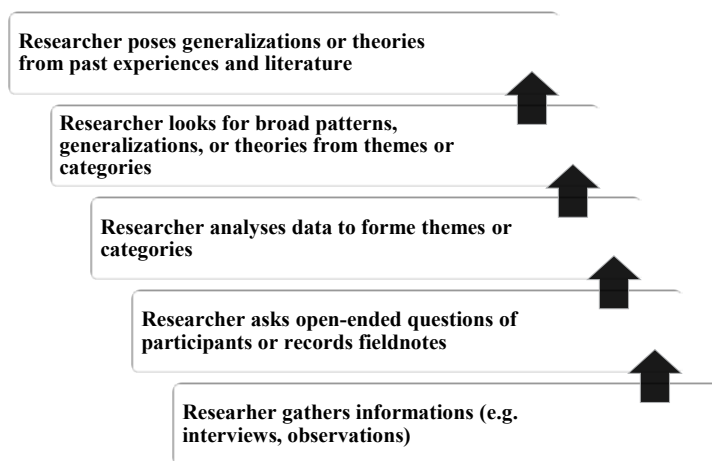 Researcher poses generalizations or theories
from past experiences and literature
Researcher looks for broad patterns,
generalizations, or theories from themes or
categories
Researcher analyses data to forme themes or
categories
Researcher asks open-ended questions of
participants or records fieldnotes
Researher gathers informations (e.g.
interviews, observations)